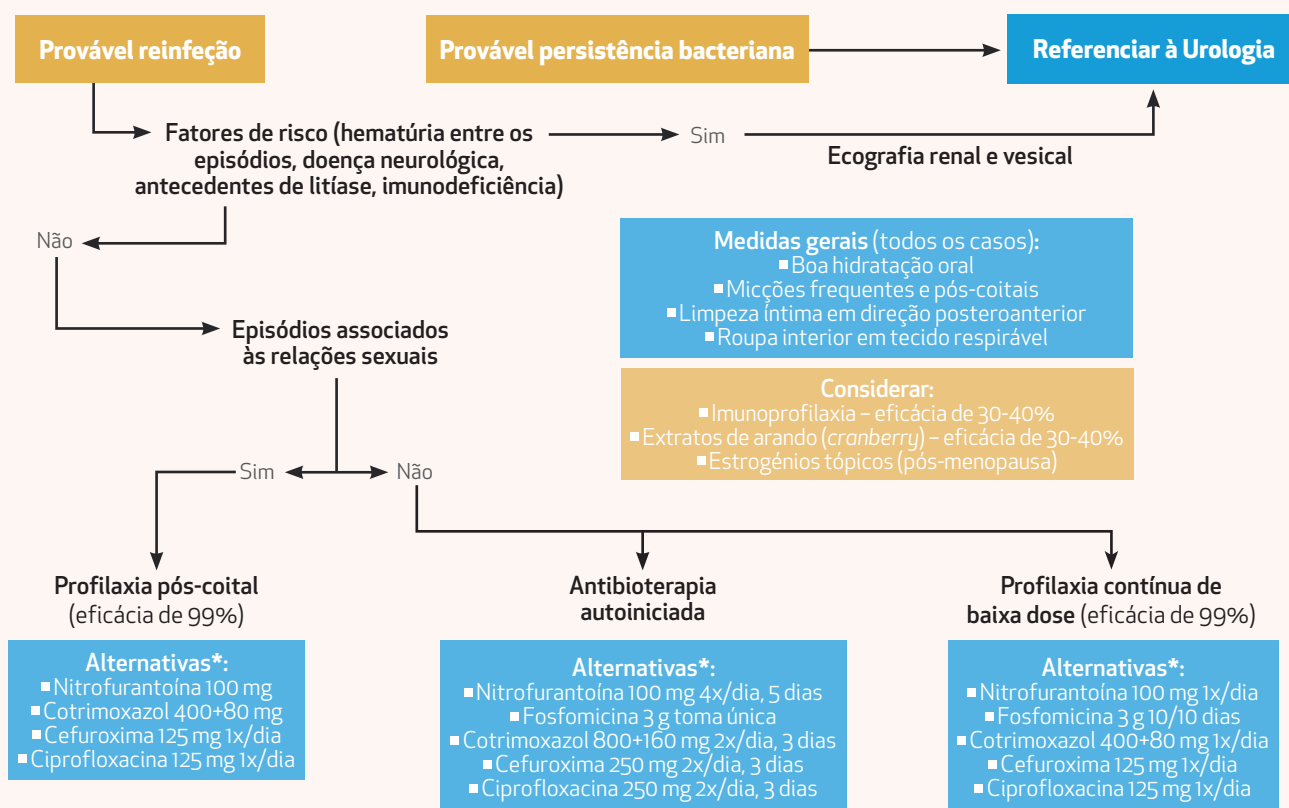 Provável reinfeção
Provável persistência bacteriana
Referenciar à Urologia
Fatores de risco (hematúria entre os
episódios, doença neurológica,
antecedentes de litíase, imunodeficiência)
Sim
Ecografia renal e vesical
Não
Medidas gerais (todos os casos):
▪Boa hidratação oral
▪Micções frequentes e pós-coitais
▪Limpeza íntima em direção posteroanterior
▪Roupa interior em tecido respirável
Episódios associados
às relações sexuais
Considerar:
▪Imunoprofilaxia – eficácia de 30-40%
▪Extratos de arando (cranberry) – eficácia de 30-40%
▪Estrogénios tópicos (pós-menopausa)
Sim
Não
Profilaxia pós-coital
(eficácia de 99%)
Alternativas*:
▪Nitrofurantoína 100 mg
▪Cotrimoxazol 400+80 mg
▪Cefuroxima 125 mg 1x/dia
▪Ciprofloxacina 125 mg 1x/dia
Antibioterapia
autoiniciada
Alternativas*:
▪Nitrofurantoína 100 mg 4x/dia, 5 dias
▪Fosfomicina 3 g toma única
▪Cotrimoxazol 800+160 mg 2x/dia, 3 dias
▪Cefuroxima 250 mg 2x/dia, 3 dias
▪Ciprofloxacina 250 mg 2x/dia, 3 dias
Profilaxia contínua de
baixa dose (eficácia de 99%)
Alternativas*:
▪Nitrofurantoína 100 mg 1x/dia
▪Fosfomicina 3 g 10/10 dias
▪Cotrimoxazol 400+80 mg 1x/dia
▪Cefuroxima 125 mg 1x/dia
▪Ciprofloxacina 125 mg 1x/dia